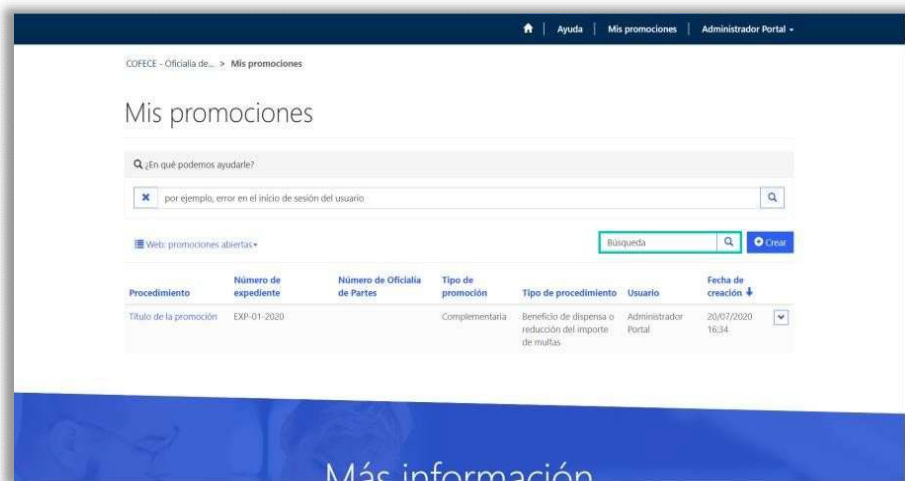 Ayuda | Mis promociones | Administrador Portal
COFECE - Oficialía de... > Mis promociones
Mis promociones
¿En qué podemos ayudarle?
por ejemplo, error en el inicio de sesión del usuario
Web: promociones abiertas
Búsqueda
Crear
Procedimiento
Número de
expediente
Número de Oficialía
de Partes
Tipo de
promoción
Tipo de procedimiento
Usuario
Fecha de
creación
Título de la promoción
EXP-01-2020
Complementaria
Beneficio de dispensa o
reducción del importe
de multas
Administrador
Portal
20/07/2020
16:34
Más información